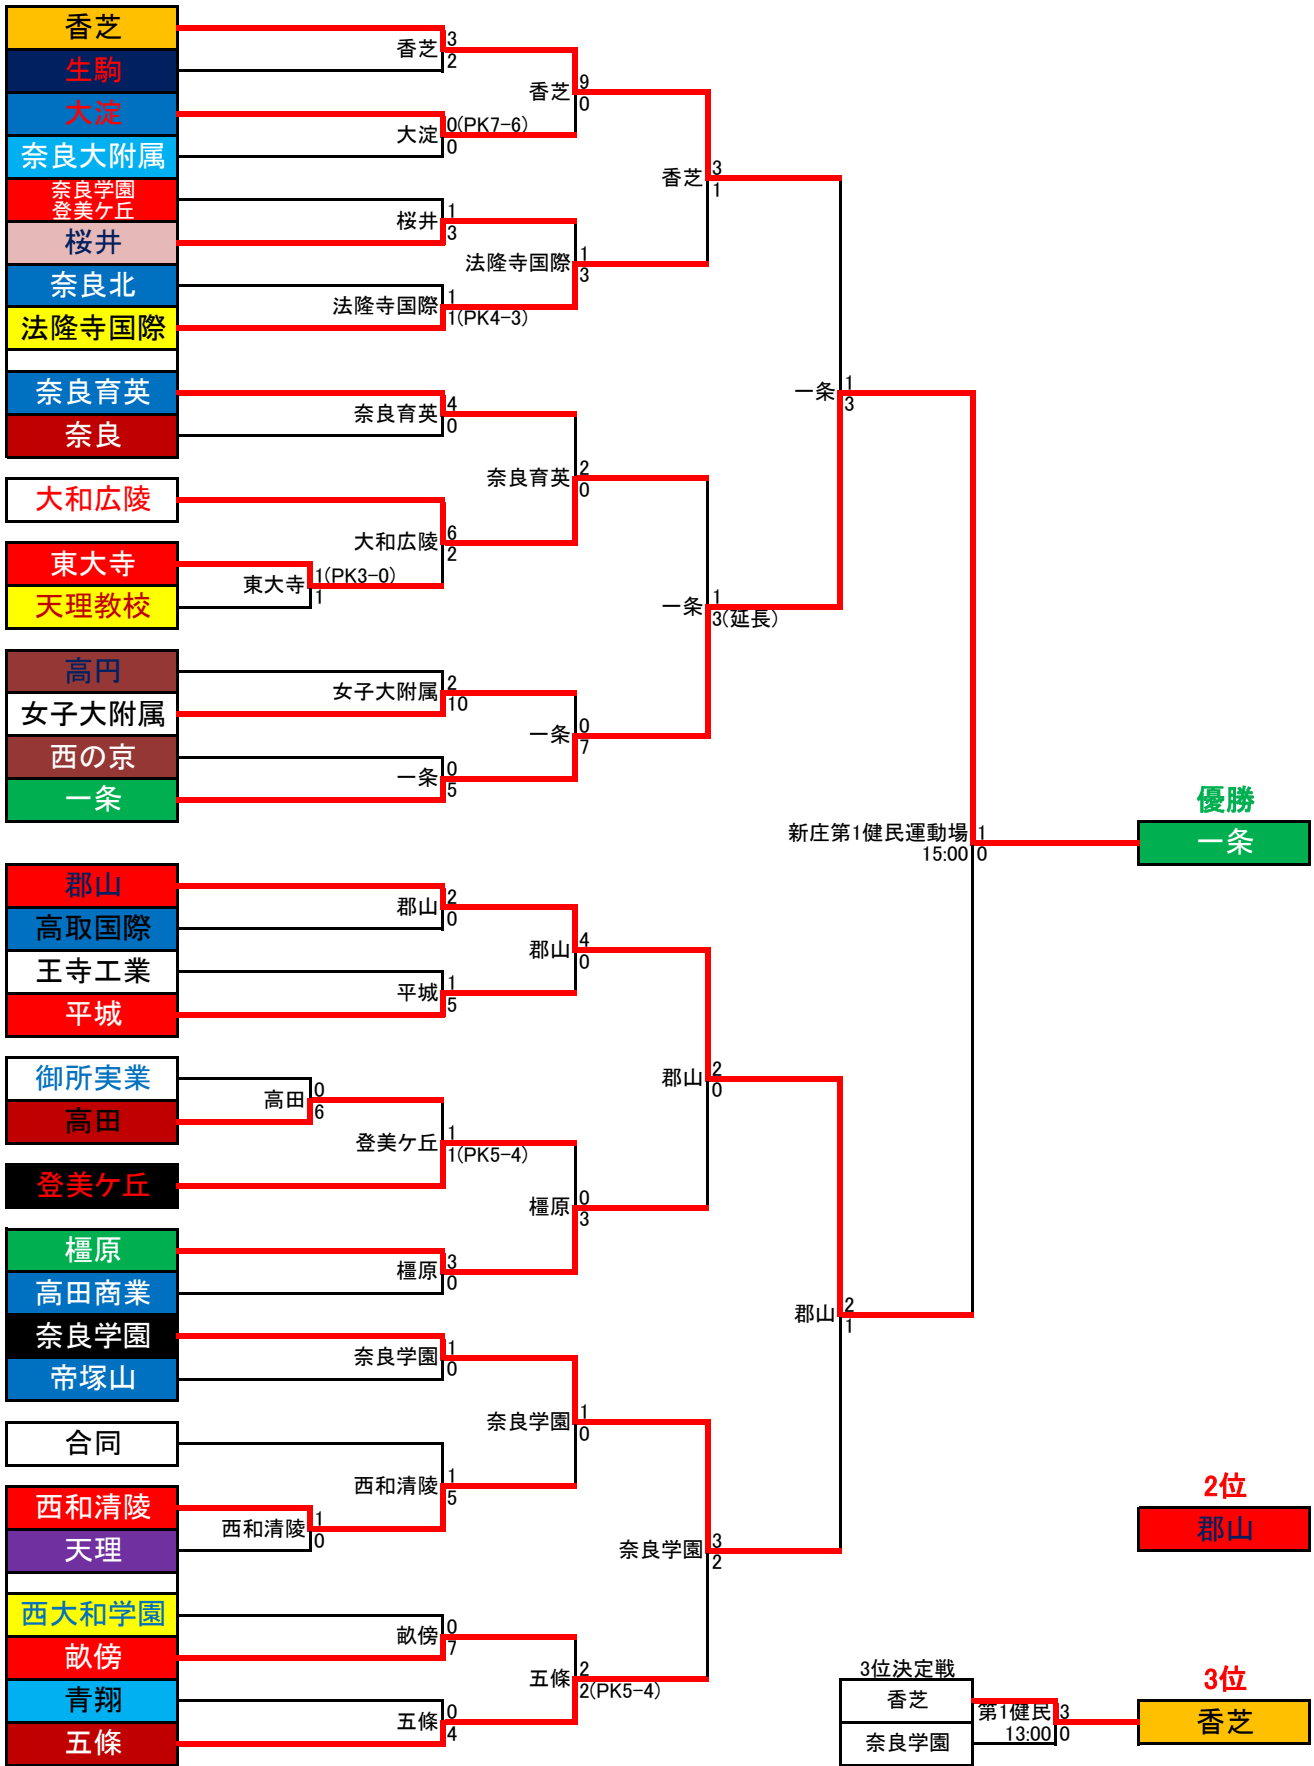 香芝
生駒
大淀
奈良大附属
奈良学園
登美ケ丘
桜井
奈良北
法隆寺国際
奈良育英
奈良
大和広陵
東大寺
天理教校
高円
女子大附属
西の京
一条
郡山
高取国際
王寺工業
平城
御所実業
高田
登美ケ丘
橿原
高田商業
奈良学園
帝塚山
合同
西和清陵
天理
西大和学園
畝傍
青翔
五條
東大寺 1(PK3-0)
1
高田 0
6
西和清陵 1
0
香芝 3
2
大淀 0(PK7-6)
0
桜井 1
3
法隆寺国際 1
1(PK4-3)
奈良育英 4
0
大和広陵 6
2
女子大附属 2
10
一条 0
5
郡山 2
0
平城 1
5
登美ケ丘 1
1(PK5-4)
橿原 3
0
奈良学園 1
0
西和清陵 1
5
畝傍 0
7
五條 0
4
香芝 9
0
法隆寺国際 1
3
奈良育英 2
0
一条 0
7
郡山 4
0
橿原 0
3
奈良学園 1
0
五條 2
2(PK5-4)
香芝 3
1
一条 1
3(延長)
郡山 2
0
奈良学園 3
2
一条 1
3
郡山 2
1
新庄第1健民運動場 1
15:00 0
優勝
一条
2位
郡山
3位決定戦
香芝
奈良学園
第1健民 3
13:00 0
3位
香芝